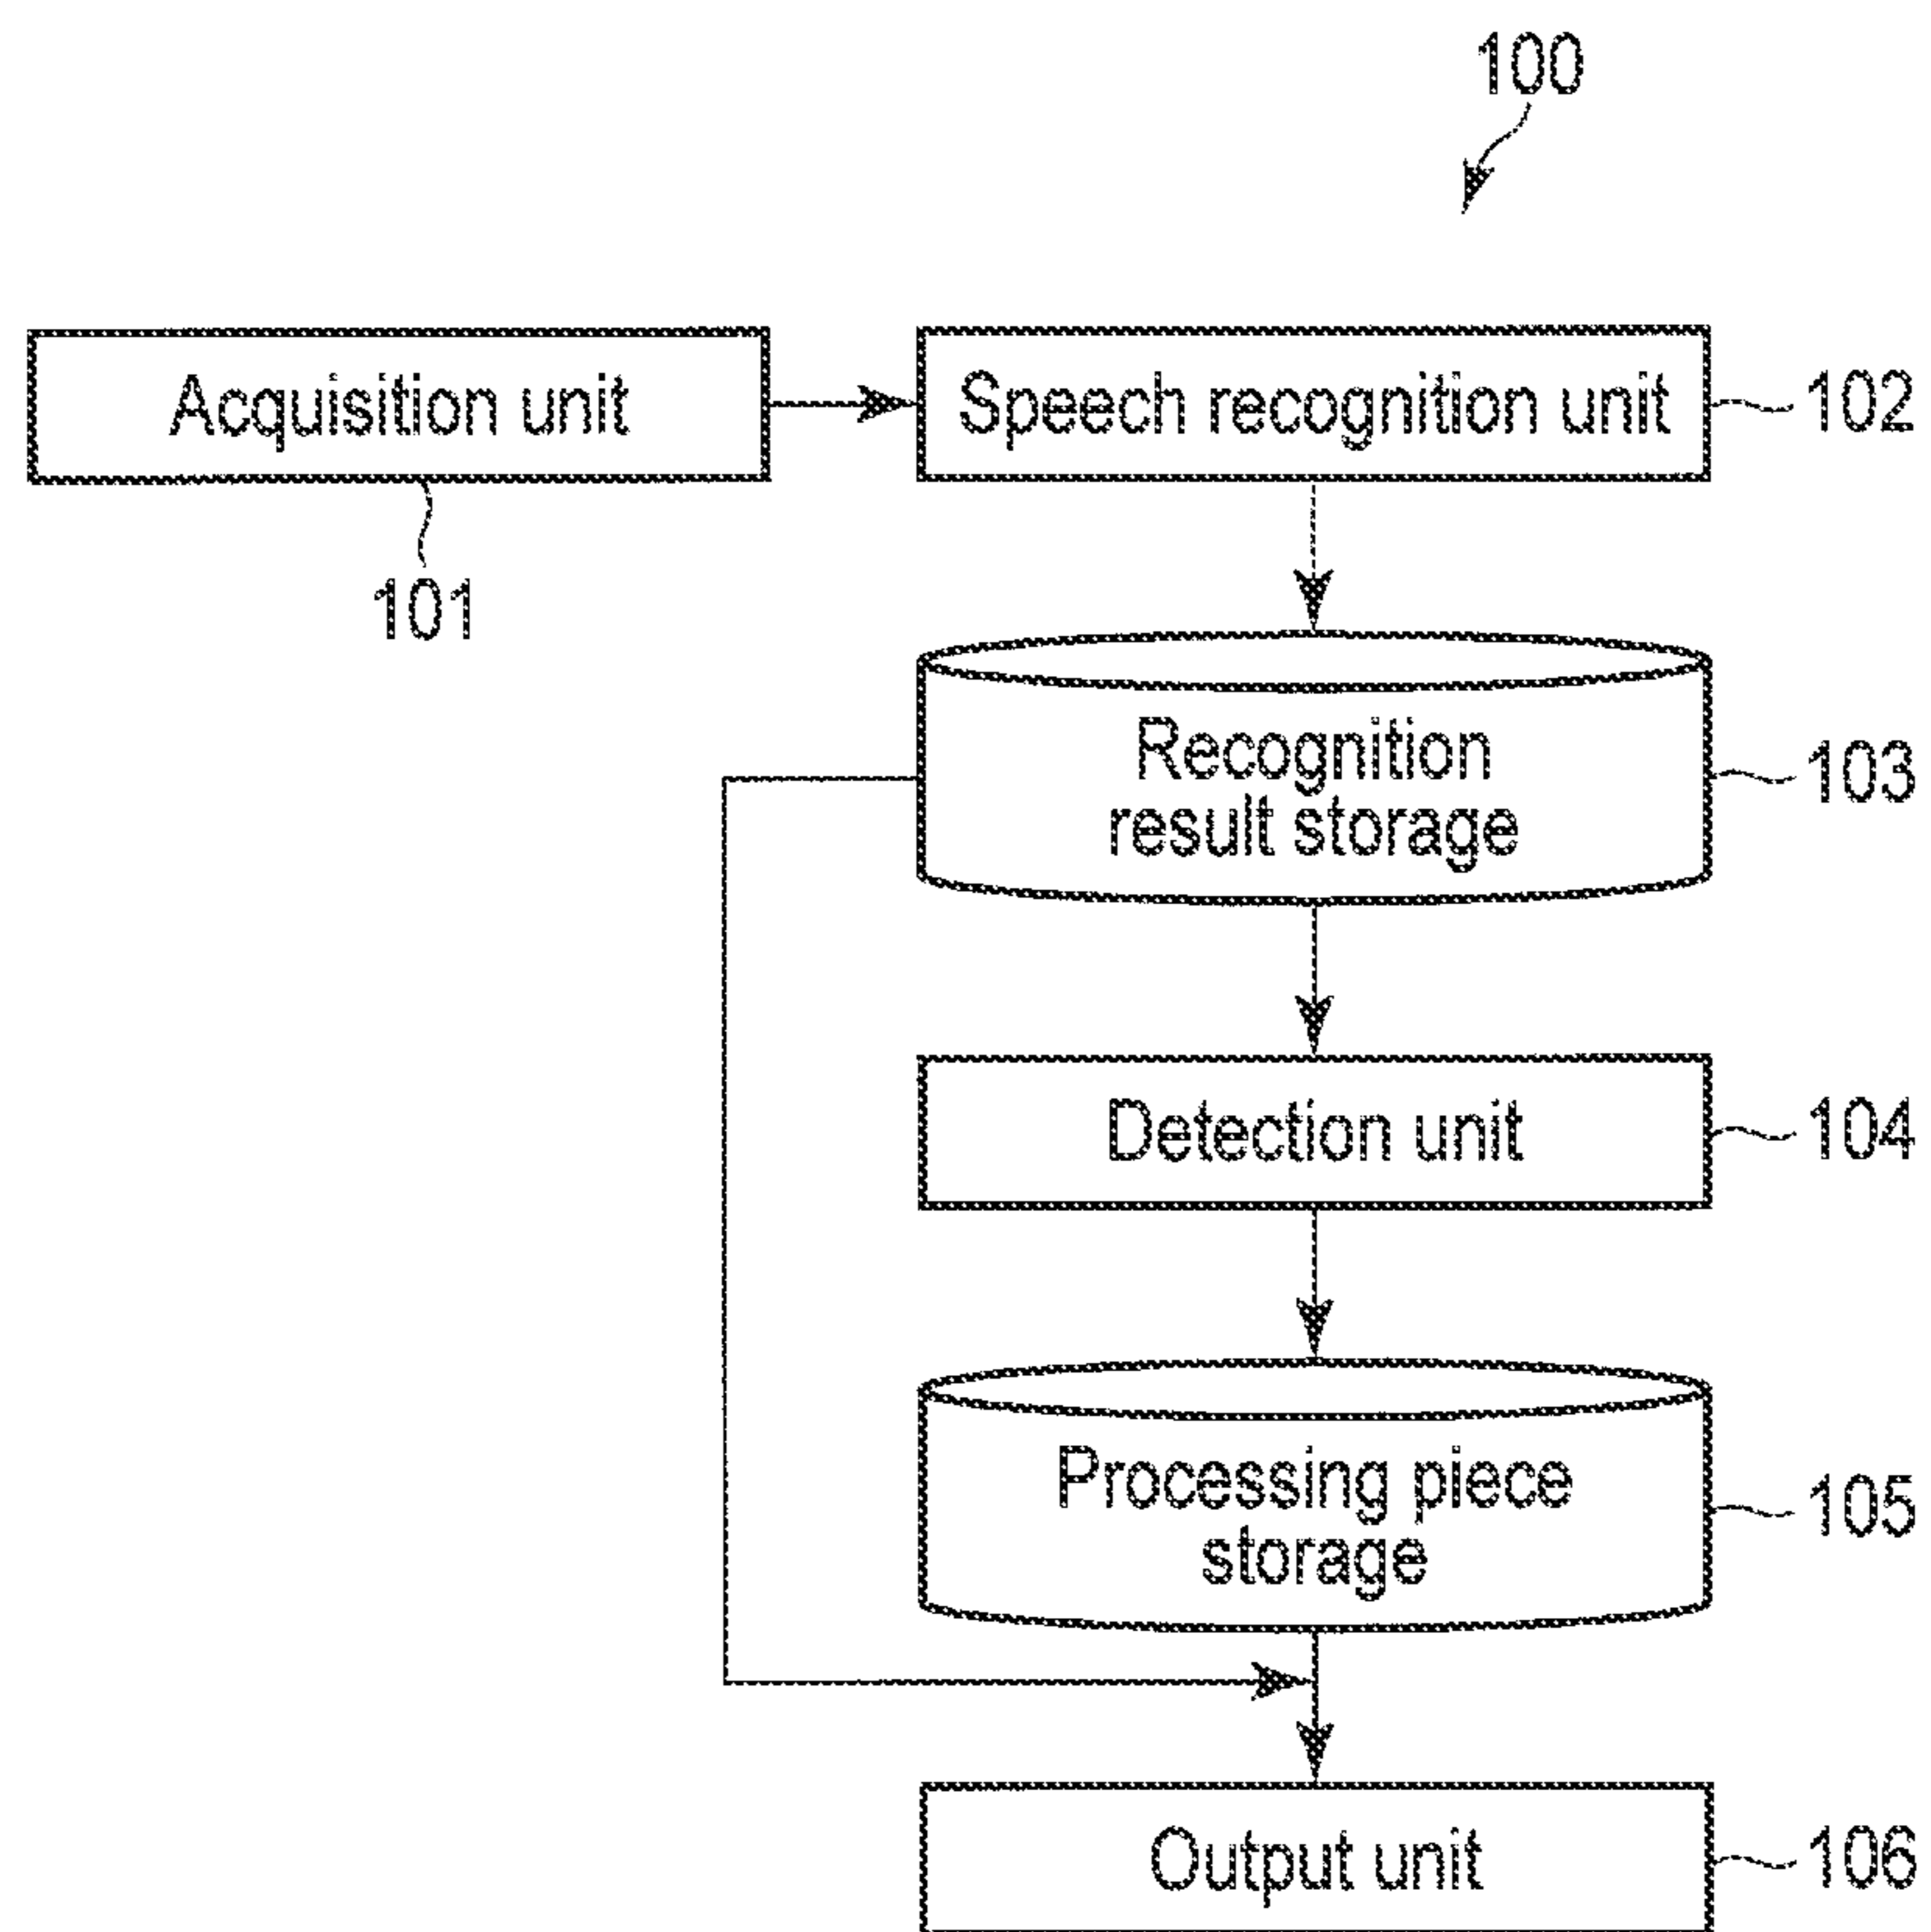 100
Acquisition unit
Speech recognition unit
102
101
Recognition
result storage
103
Detection unit
104
Processing piece
storage
105
Output unit
106